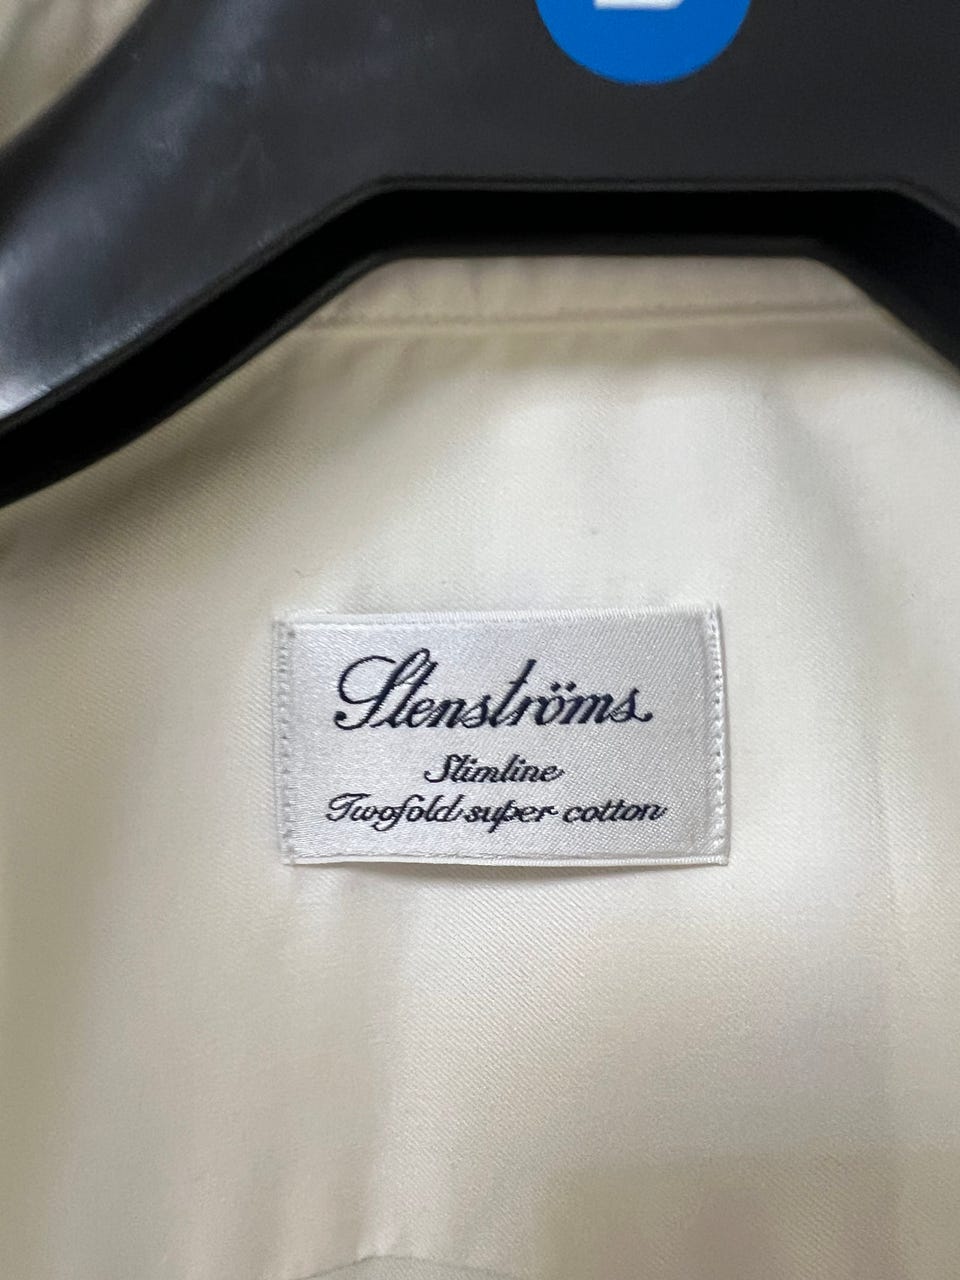 Stenströms
Slimline
Twofold super cotton